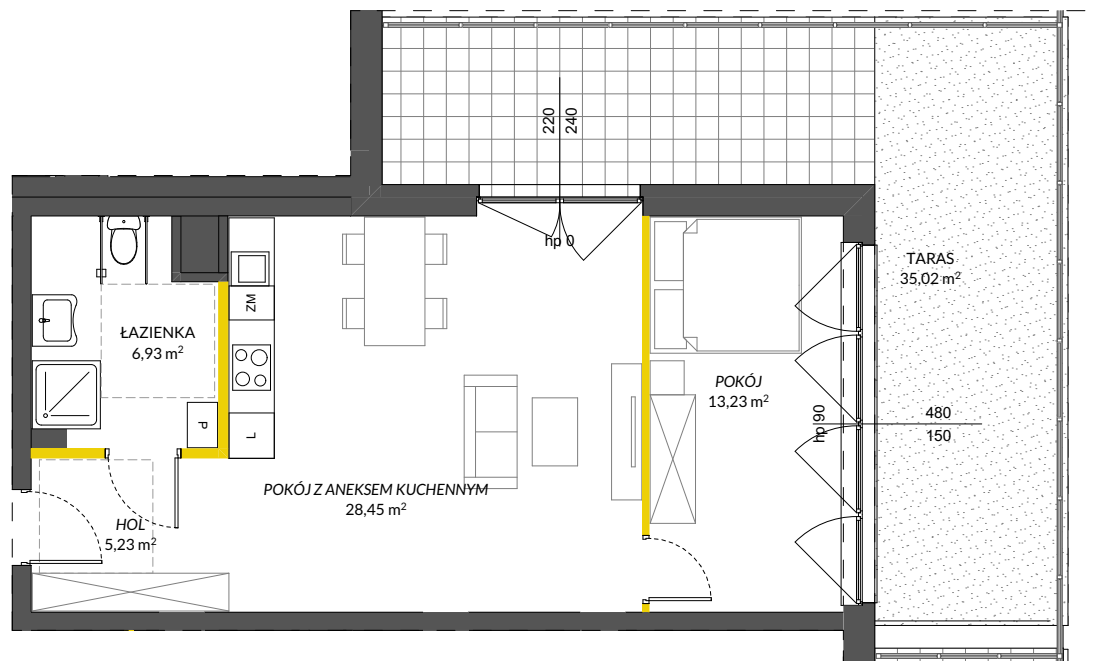 220
240
hp 0
TARAS
35,02 m²
ŁAZIENKA
6,93 m²
ZM
POKÓJ
13,23 m²
hp 90
480
150
P
L
POKÓJ Z ANEKSEM KUCHENNYM
28,45 m²
HOL
5,23 m²